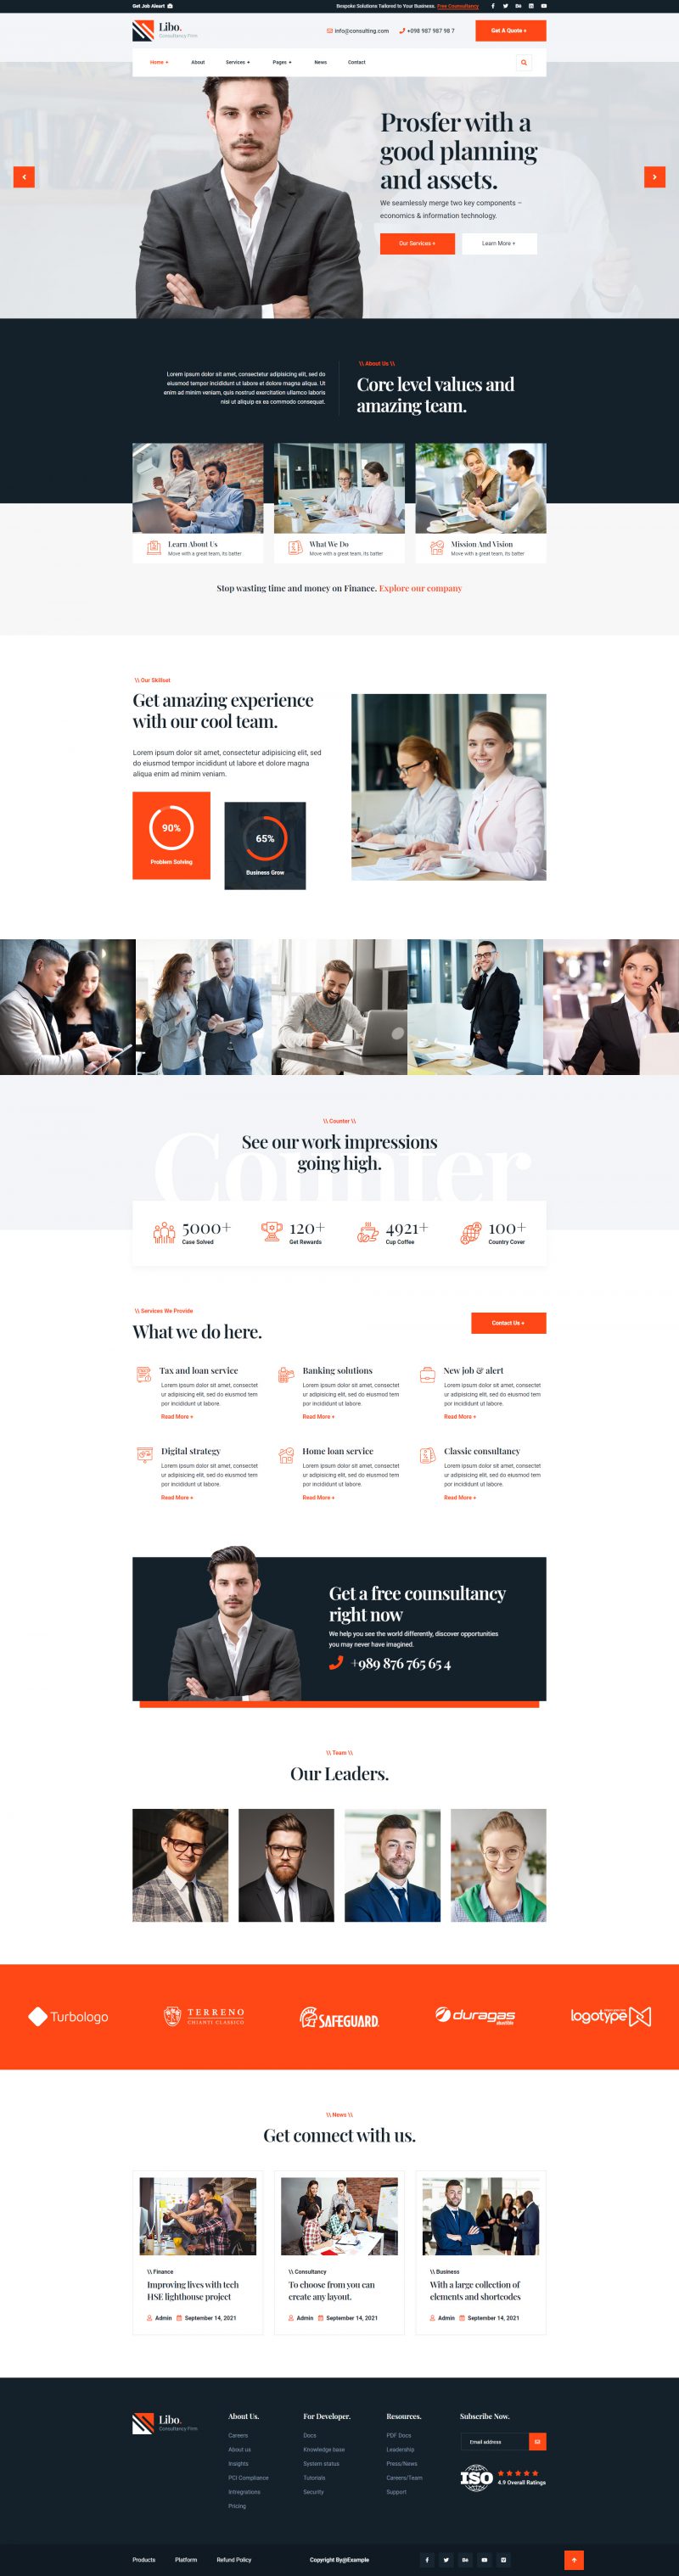 Get Job Aleart
Bespoke Solutions Tailored to Your Business. Free Counsultancy
Libo.
Consultancy Firm
info@consulting.com
+098 987 987 98 7
Get A Quote +
Home +
About
Services +
Pages +
News
Contact
Prosfer with a
good planning
and assets.
We seamlessly merge two key components –
economics & information technology.
Our Services +
Learn More +
Lorem ipsum dolor sit amet, consectetur adipisicing elit, sed do
eiusmod tempor incididunt ut labore et dolore magna aliqua. Ut
enim ad minim veniam, quis nostrud exercitation ullamco laboris
nisi ut aliquip ex ea commodo consequat.
\\ About Us \\
Core level values and
amazing team.
Learn About Us
Move with a great team, its batter
What We Do
Move with a great team, its batter
Mission And Vision
Move with a great team, its batter
Stop wasting time and money on Finance. Explore our company
\\ Our Skillset
Get amazing experience
with our cool team.
Lorem ipsum dolor sit amet, consectetur adipisicing elit, sed
do eiusmod tempor incididunt ut labore et dolore magna
aliqua enim ad minim veniam.
90%
Problem Solving
65%
Business Grow
Counter
\\ Counter \\
See our work impressions
going high.
5000+
Case Solved
120+
Get Rewards
4921+
Cup Coffee
100+
Country Cover
\\ Services We Provide
What we do here.
Contact Us +
Tax and loan service
Lorem ipsum dolor sit amet, consectet
ur adipisicing elit, sed do eiusmod tem
por incididunt ut labore.
Read More +
Banking solutions
Lorem ipsum dolor sit amet, consectet
ur adipisicing elit, sed do eiusmod tem
por incididunt ut labore.
Read More +
New job & alert
Lorem ipsum dolor sit amet, consectet
ur adipisicing elit, sed do eiusmod tem
por incididunt ut labore.
Read More +
Digital strategy
Lorem ipsum dolor sit amet, consectet
ur adipisicing elit, sed do eiusmod tem
por incididunt ut labore.
Read More +
Home loan service
Lorem ipsum dolor sit amet, consectet
ur adipisicing elit, sed do eiusmod tem
por incididunt ut labore.
Read More +
Classic consultancy
Lorem ipsum dolor sit amet, consectet
ur adipisicing elit, sed do eiusmod tem
por incididunt ut labore.
Read More +
Get a free counsultancy
right now
We help you see the world differently, discover opportunities
you may never have imagined.
+989 876 765 65 4
\\ Team \\
Our Leaders.
Turbologo
TERRENO
CHIANTI CLASSICO
SAFEGUARD
duragas
logotype
\\ News \\
Get connect with us.
\\ Finance
Improving lives with tech
HSE lighthouse project
Admin September 14, 2021
\\ Consultancy
To choose from you can
create any layout.
Admin September 14, 2021
\\ Business
With a large collection of
elements and shortcodes
Admin September 14, 2021
Libo.
Consultancy Firm
About Us.
Careers
About us
Insights
PCI Compliance
Intregrations
Pricing
For Developer.
Docs
Knowledge base
System status
Tutorials
Security
Resources.
PDF Docs
Leadership
Press/News
Careers/Team
Support
Subscribe Now.
Email address
ISO
4.9 Overall Ratings
Products
Platform
Refund Policy
Copyright By@Example